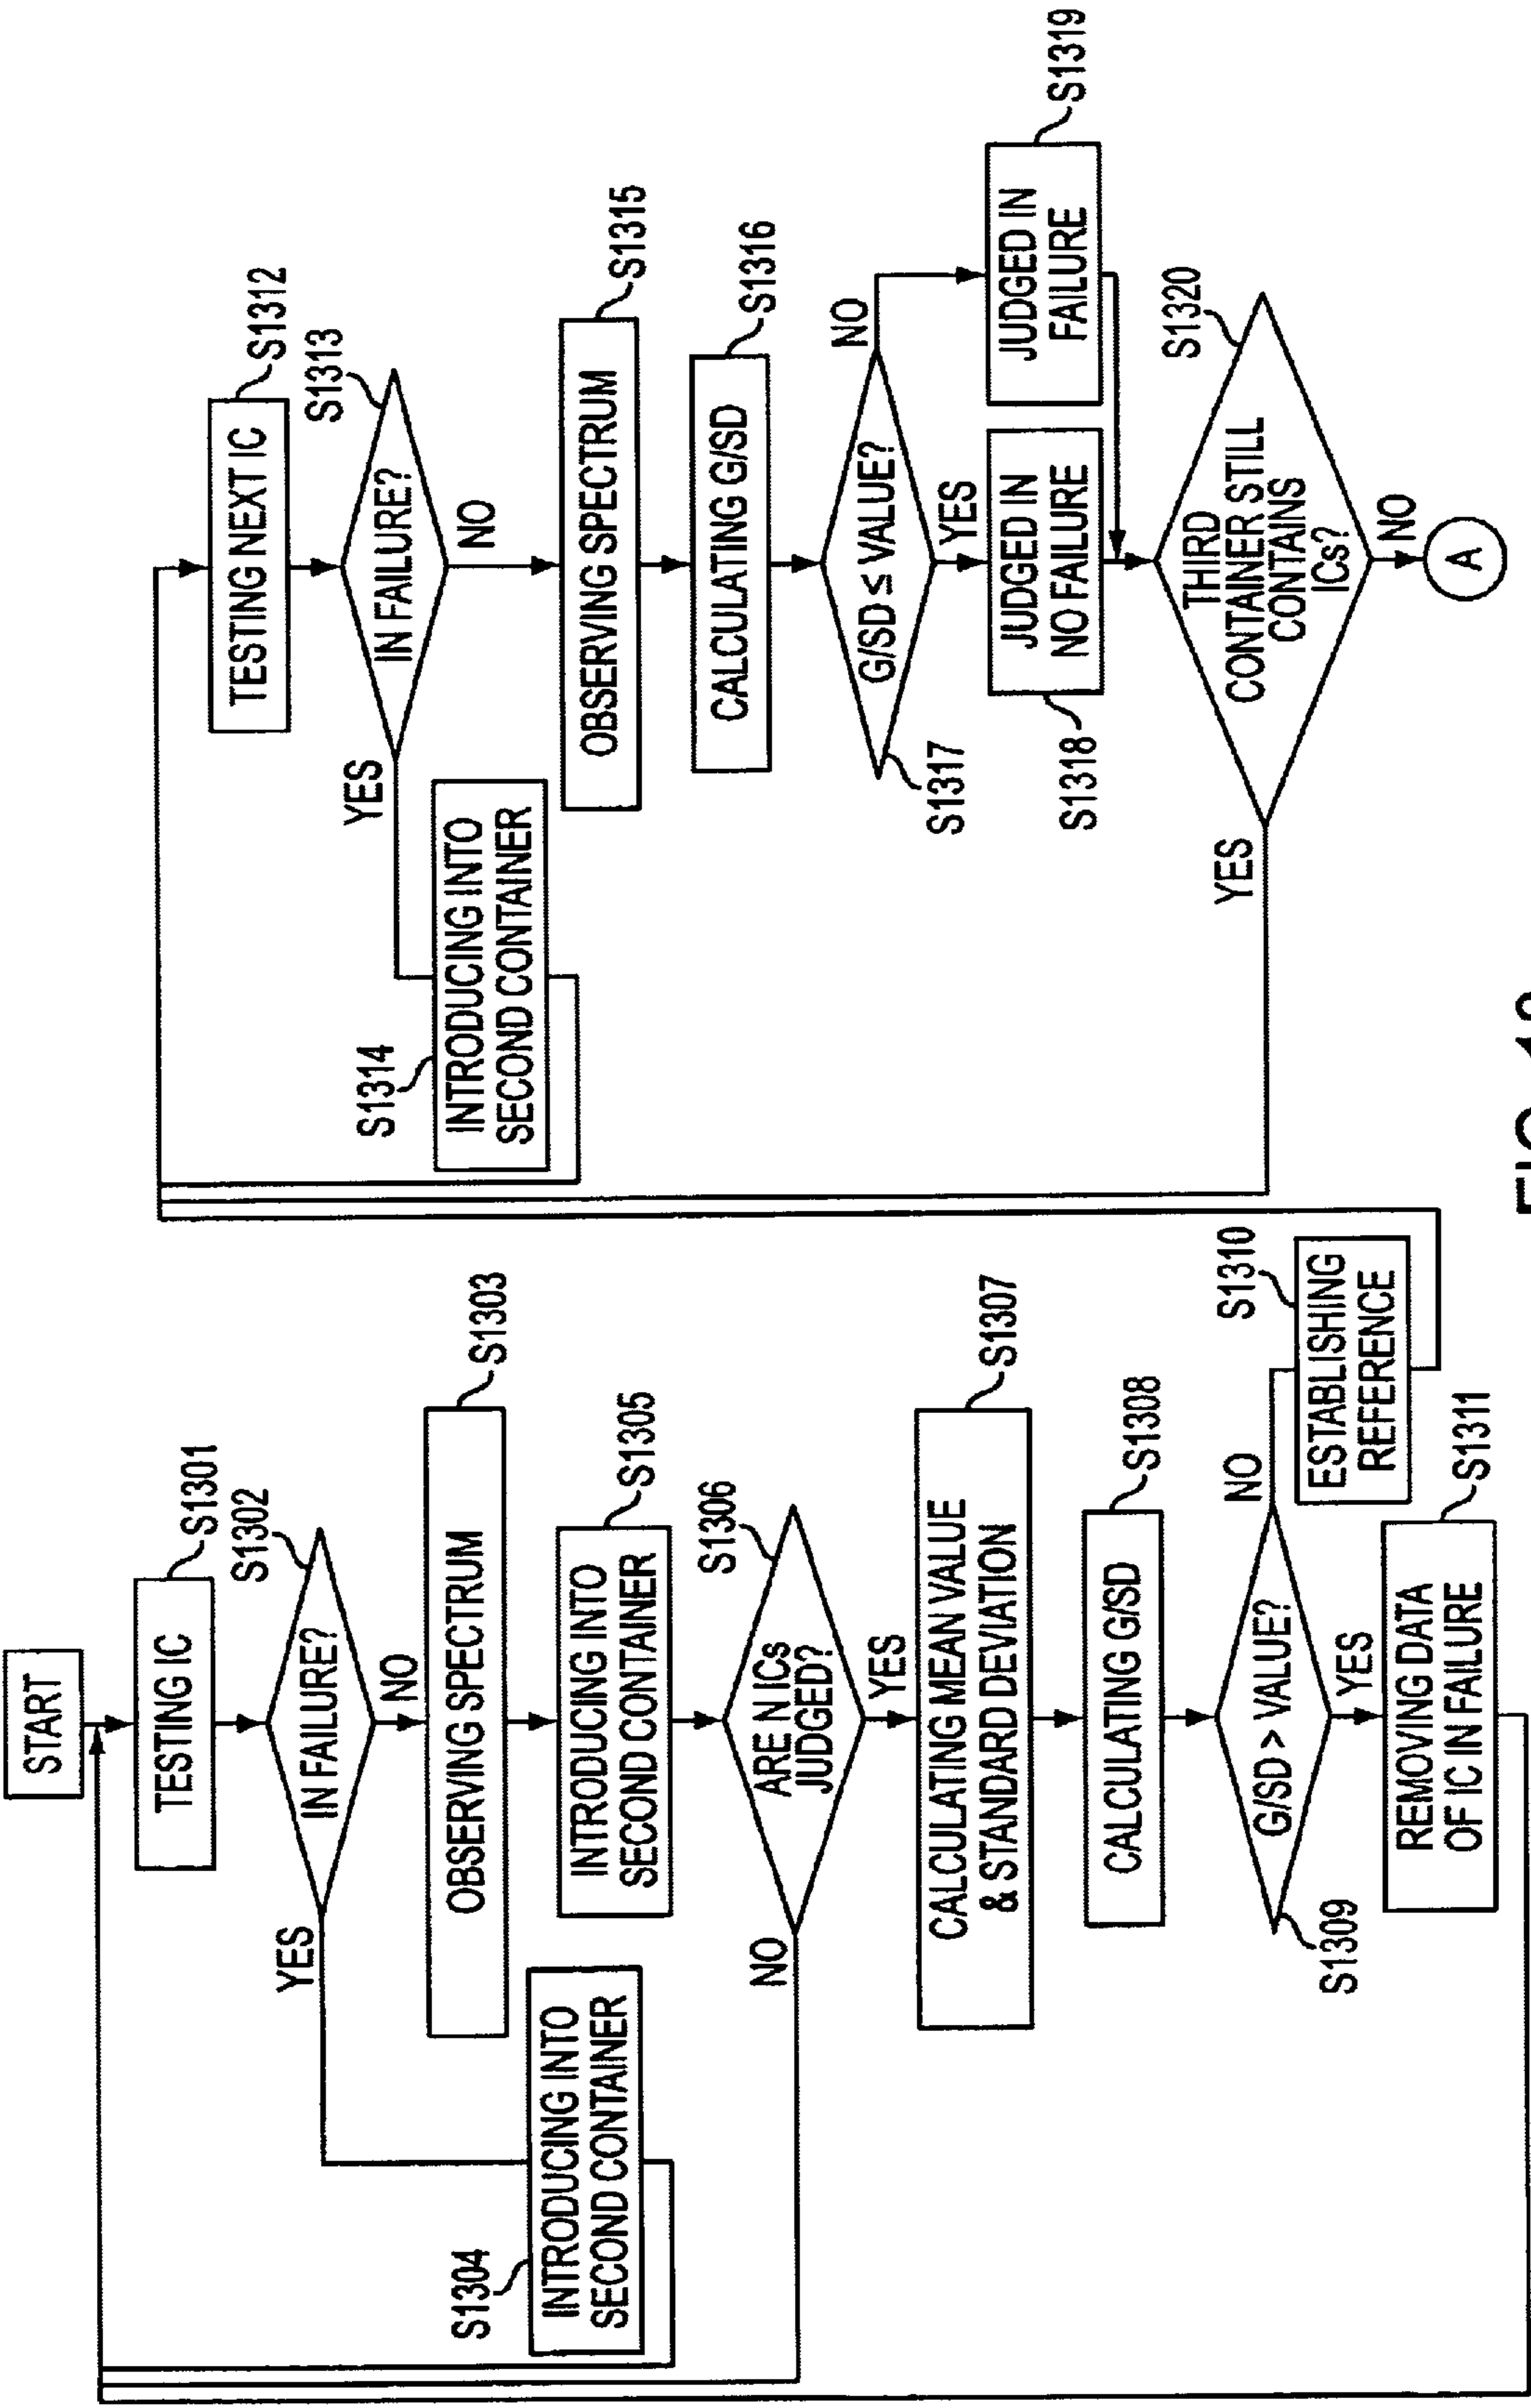 START
TESTING IC
S1301
IN FAILURE?
S1302
YES
NO
OBSERVING SPECTRUM
S1303
S1304
INTRODUCING INTO
SECOND CONTAINER
INTRODUCING INTO
SECOND CONTAINER
S1305
ARE N ICs
JUDGED?
S1306
NO
YES
CALCULATING MEAN VALUE
& STANDARD DEVIATION
S1307
CALCULATING G/SD
S1308
G/SD > VALUE?
S1309
NO
YES
ESTABLISHING
REFERENCE
S1310
REMOVING DATA
OF IC IN FAILURE
S1311
TESTING NEXT IC
S1312
IN FAILURE?
S1313
YES
NO
S1314
INTRODUCING INTO
SECOND CONTAINER
OBSERVING SPECTRUM
S1315
CALCULATING G/SD
S1316
G/SD ≤ VALUE?
S1317
NO
YES
JUDGED IN
NO FAILURE
S1318
JUDGED IN
FAILURE
S1319
THIRD
CONTAINER STILL
CONTAINS
ICs?
S1320
YES
NO
A